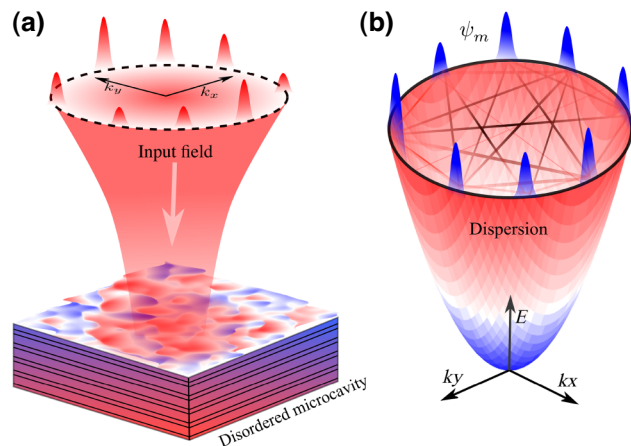 (a)
k_y
k_x
Input field
Disordered microcavity
(b)
ψ_m
Dispersion
E
ky
kx